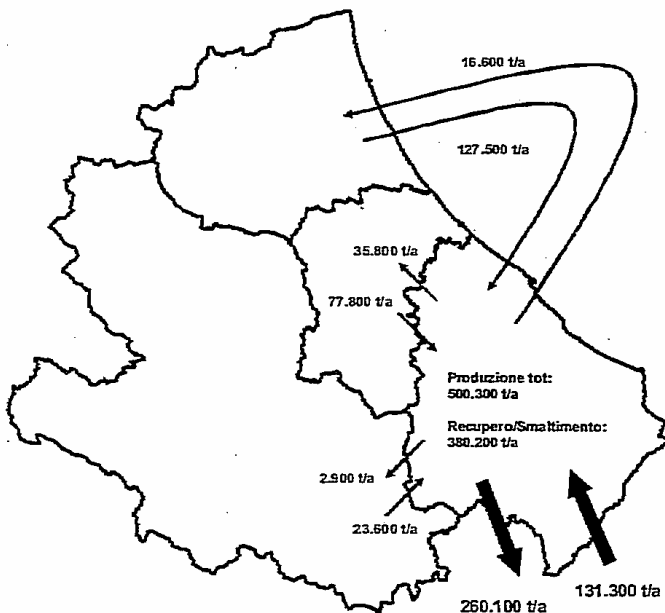 16.600 t/a
127.500 t/a
35.800 t/a
77.800 t/a
Produzione tot:
500.300 t/a
Recupero/Smaltimento:
380.200 t/a
2.900 t/a
23.600 t/a
260.100 t/a
131.300 t/a